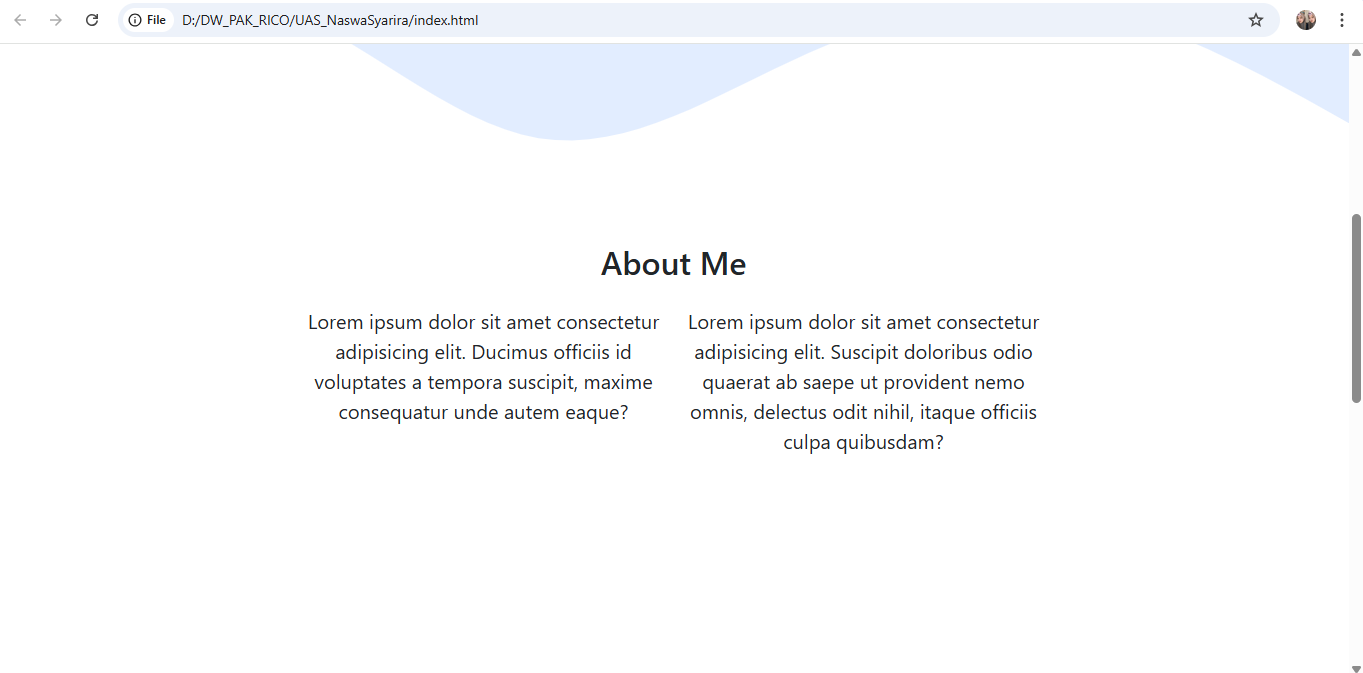 File D:/DW_PAK_RICO/UAS_NaswaSyarira/index.html
About Me
Lorem ipsum dolor sit amet consectetur
adipisicing elit. Ducimus officiis id
voluptates a tempora suscipit, maxime
consequatur unde autem eaque?
Lorem ipsum dolor sit amet consectetur
adipisicing elit. Suscipit doloribus odio
quaerat ab saepe ut provident nemo
omnis, delectus odit nihil, itaque officiis
culpa quibusdam?